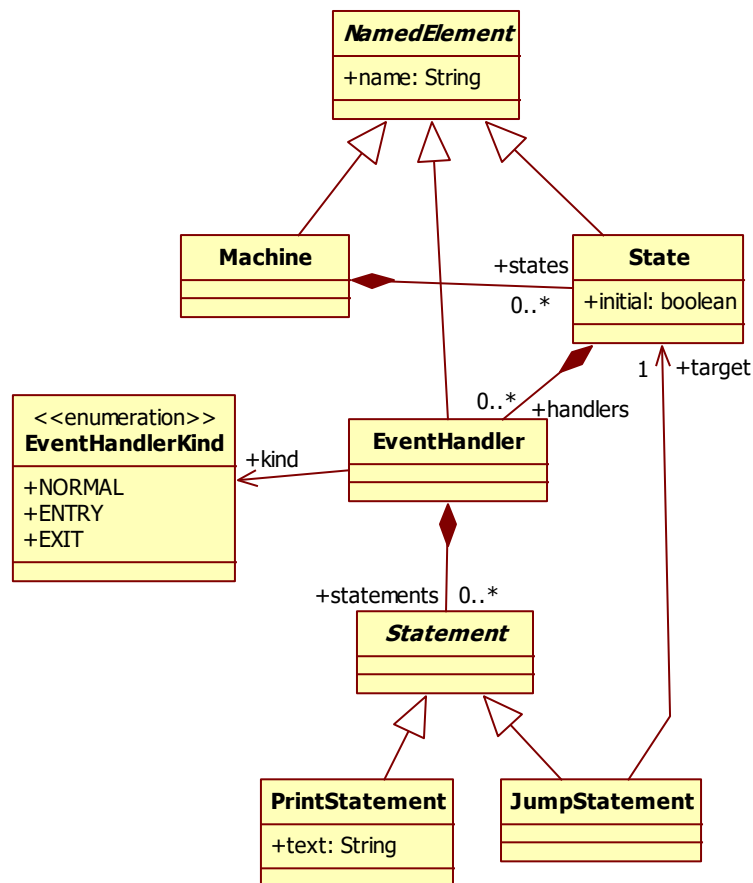 NamedElement
+name: String
Machine
State
+initial: boolean
+states
0..*
1
+target
0..*
+handlers
<<enumeration>>
EventHandlerKind
+NORMAL
+ENTRY
+EXIT
+kind
EventHandler
+statements
0..*
Statement
PrintStatement
+text: String
JumpStatement